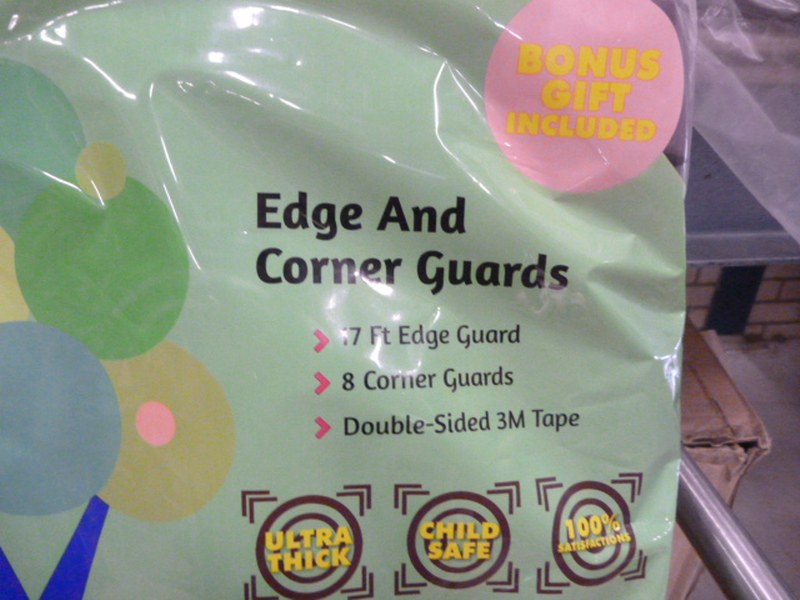 BONUS
GIFT
INCLUDED
Edge And
Corner Guards
17 Ft Edge Guard
8 Corner Guards
Double-Sided 3M Tape
ULTRA
THICK
CHILD
SAFE
100%
SATISFACTIONS